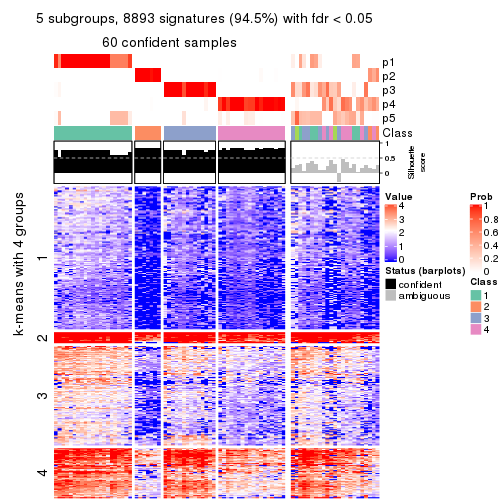 5 subgroups, 8893 signatures (94.5%) with fdr < 0.05
60 confident samples
p1
p2
p3
p4
p5
Class
1
0.5
0
Silhouette
score
k-means with 4 groups
1
2
3
4
Value
4
3
2
1
0
Status (barplots)
confident
ambiguous
Prob
1
0.8
0.6
0.4
0.2
0
Class
1
2
3
4